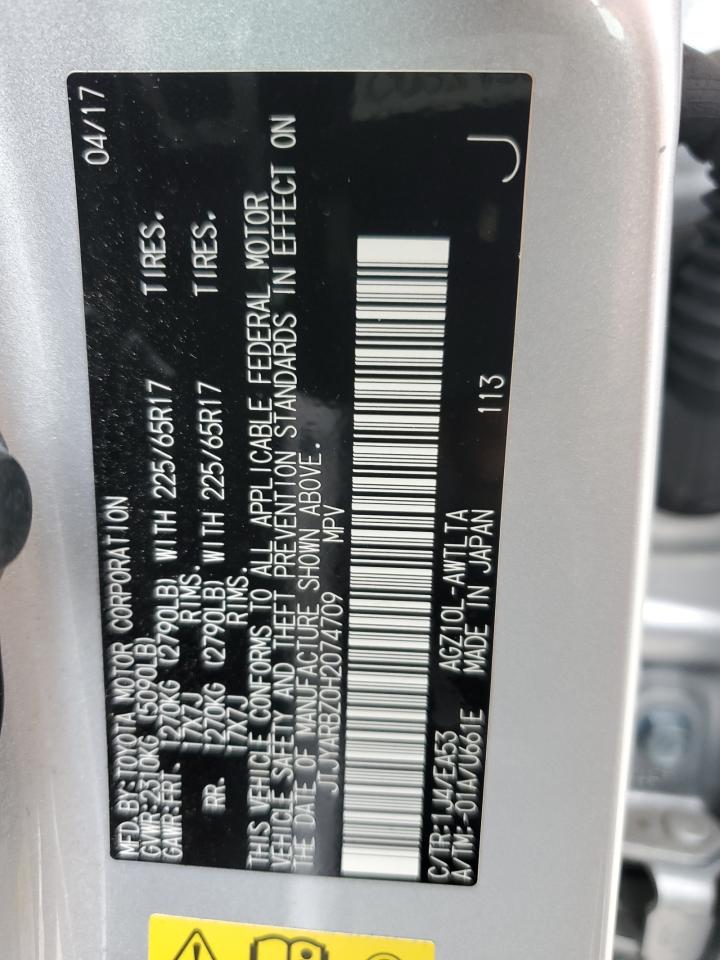 04/17
MFD.BY:TOYOTA MOTOR CORPORATION
GVWR:2310KG (5090LB)
GAWR:FRT. 1270KG (2790LB) WITH 225/65R17 TIRES.
17X7J RIMS.
RR. 1270KG (2790LB) WITH 225/65R17 TIRES.
17X7J RIMS.
THIS VEHICLE CONFORMS TO ALL APPLICABLE FEDERAL MOTOR
VEHICLE SAFETY AND THEFT PREVENTION STANDARDS IN EFFECT ON
THE DATE OF MANUFACTURE SHOWN ABOVE.
JTJYARBZ0H2074709 MPV
C/TR:1J4/EA53 AGZ10L-AWTLTA 113
A/TM:-01A/U661E MADE IN JAPAN
J